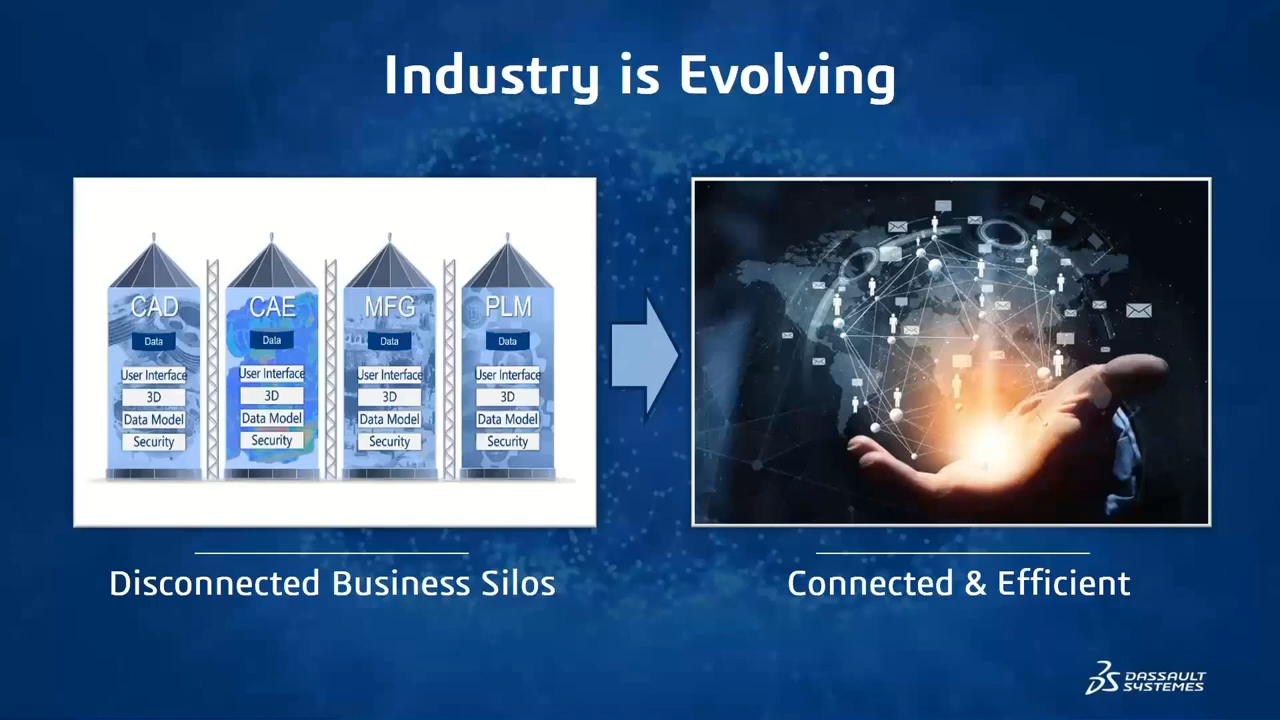 Industry is Evolving
CAD
Data
User Interface
3D
Data Model
Security
CAE
Data
User Interface
3D
Data Model
Security
MFG
Data
User Interface
3D
Data Model
Security
PLM
Data
User Interface
3D
Data Model
Security
Disconnected Business Silos
Connected & Efficient
DASSAULT
SYSTEMES